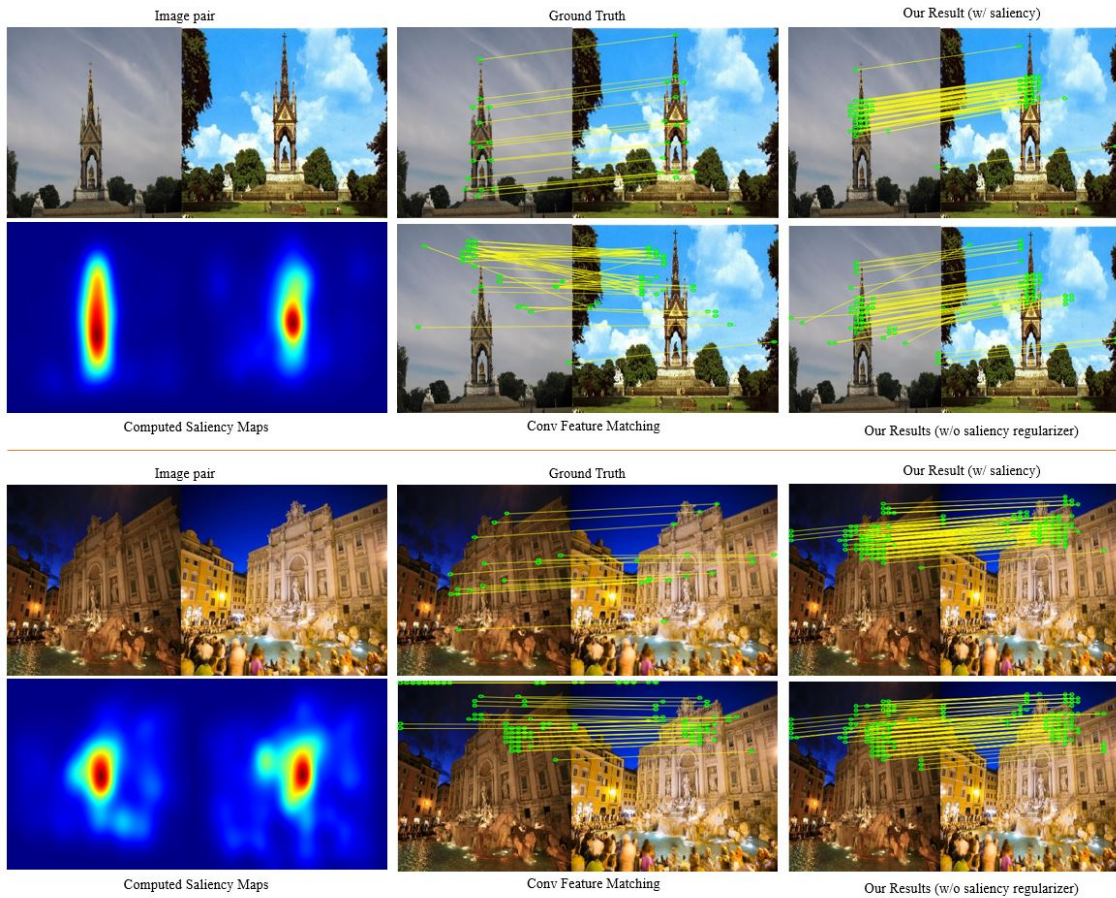 Image pair
Ground Truth
Our Result (w/ saliency)
Computed Saliency Maps
Conv Feature Matching
Our Results (w/o saliency regularizer)
Image pair
Ground Truth
Our Result (w/ saliency)
Computed Saliency Maps
Conv Feature Matching
Our Results (w/o saliency regularizer)